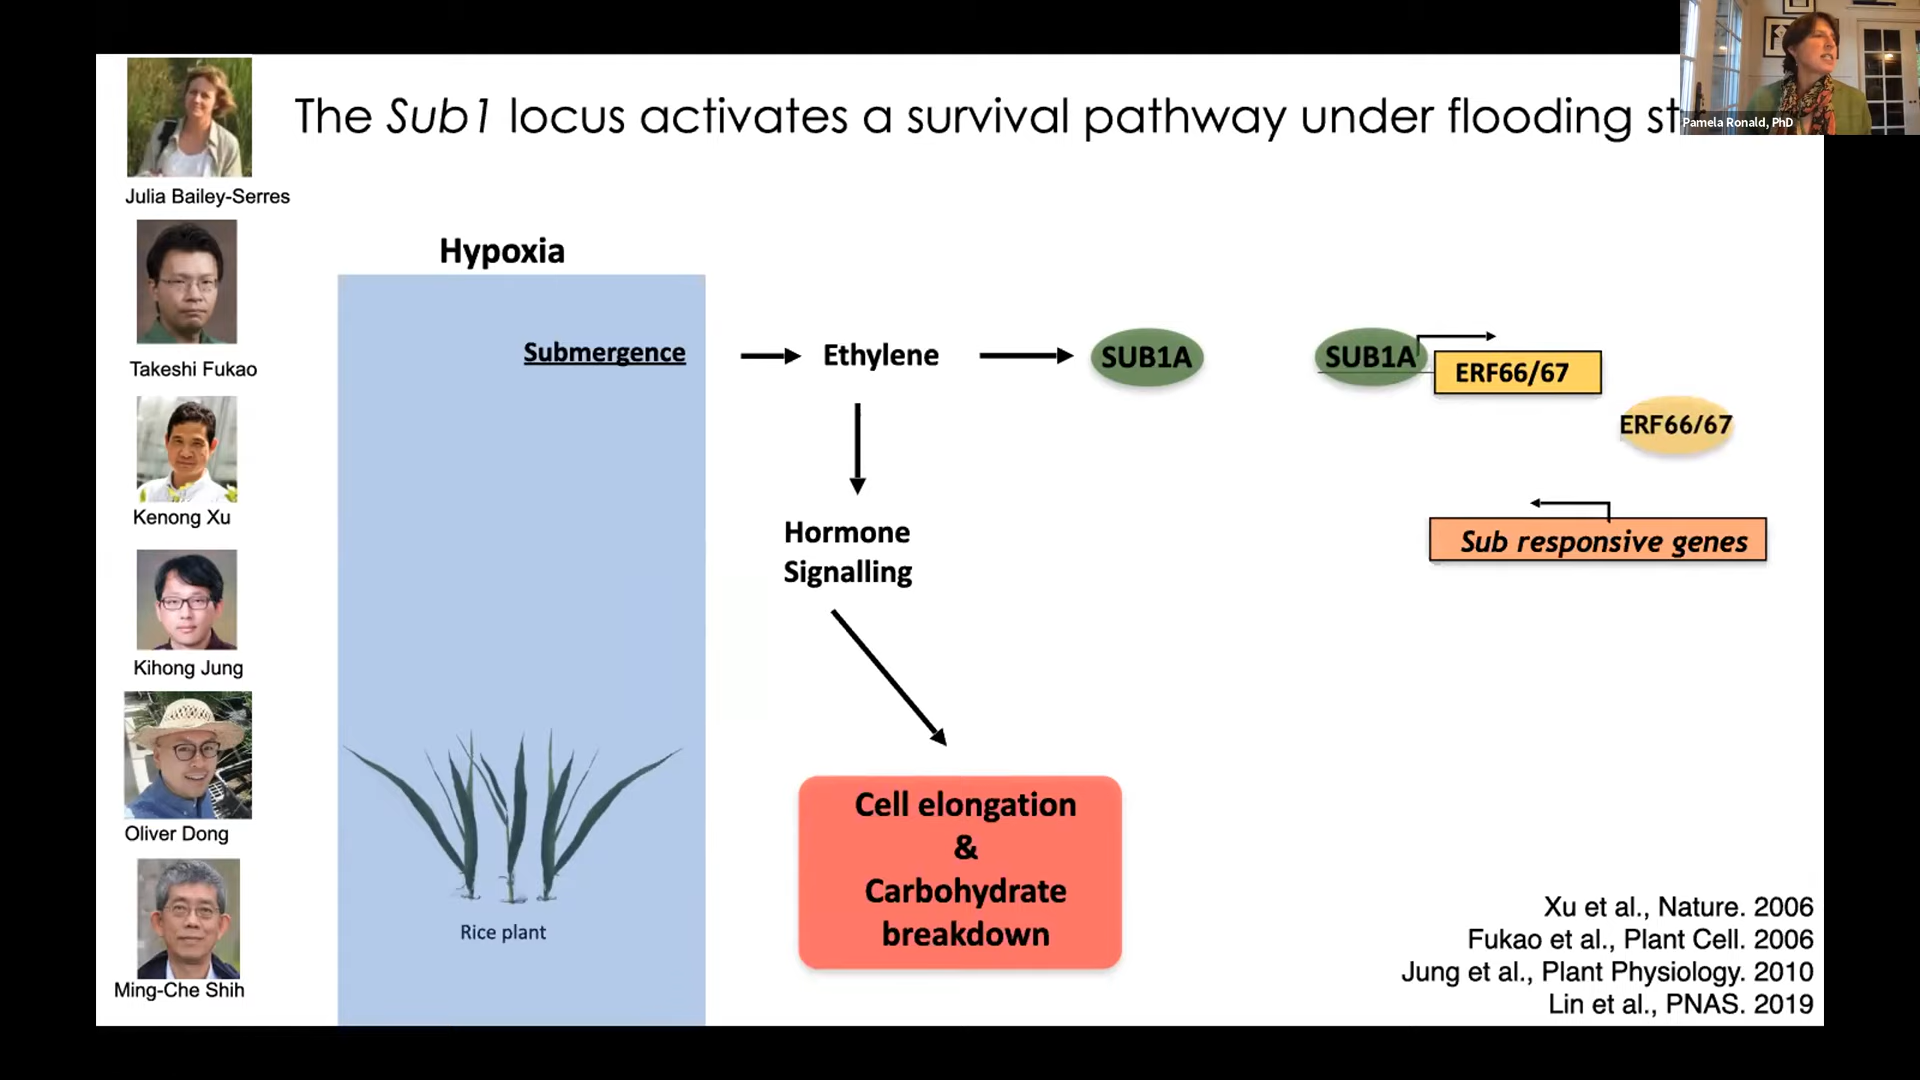 The Sub1 locus activates a survival pathway under flooding st
Pamela Ronald, PhD
Julia Bailey-Serres
Takeshi Fukao
Kenong Xu
Kihong Jung
Oliver Dong
Ming-Che Shih
Hypoxia
Submergence
Rice plant
Ethylene
SUB1A
SUB1A
ERF66/67
ERF66/67
Sub responsive genes
Hormone
Signalling
Cell elongation
&
Carbohydrate
breakdown
Xu et al., Nature. 2006
Fukao et al., Plant Cell. 2006
Jung et al., Plant Physiology. 2010
Lin et al., PNAS. 2019